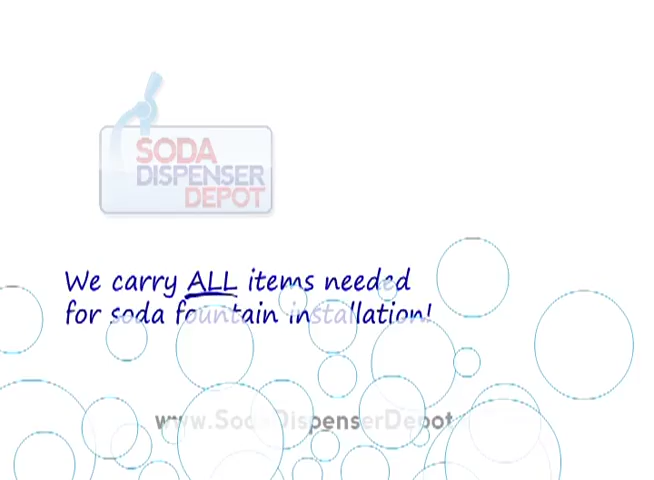 SODA
DISPENSER
DEPOT
We carry ALL items needed
for soda fountain installation!
www.SodaDispenserDepot